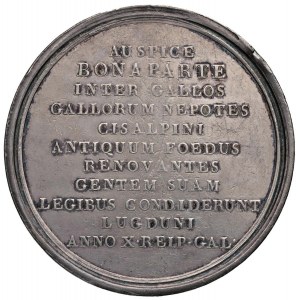 AUSPICE
BONAPARTE
INTER GALLOS
GALLORUM NEPOTES
CISALPINI
ANTIQUUM FOEDUS
RENOVANTES
GENTEM SUAM
LEGIBUS CONDIDERUNT
LUGDUNI
ANNO X·REIP·GAL·